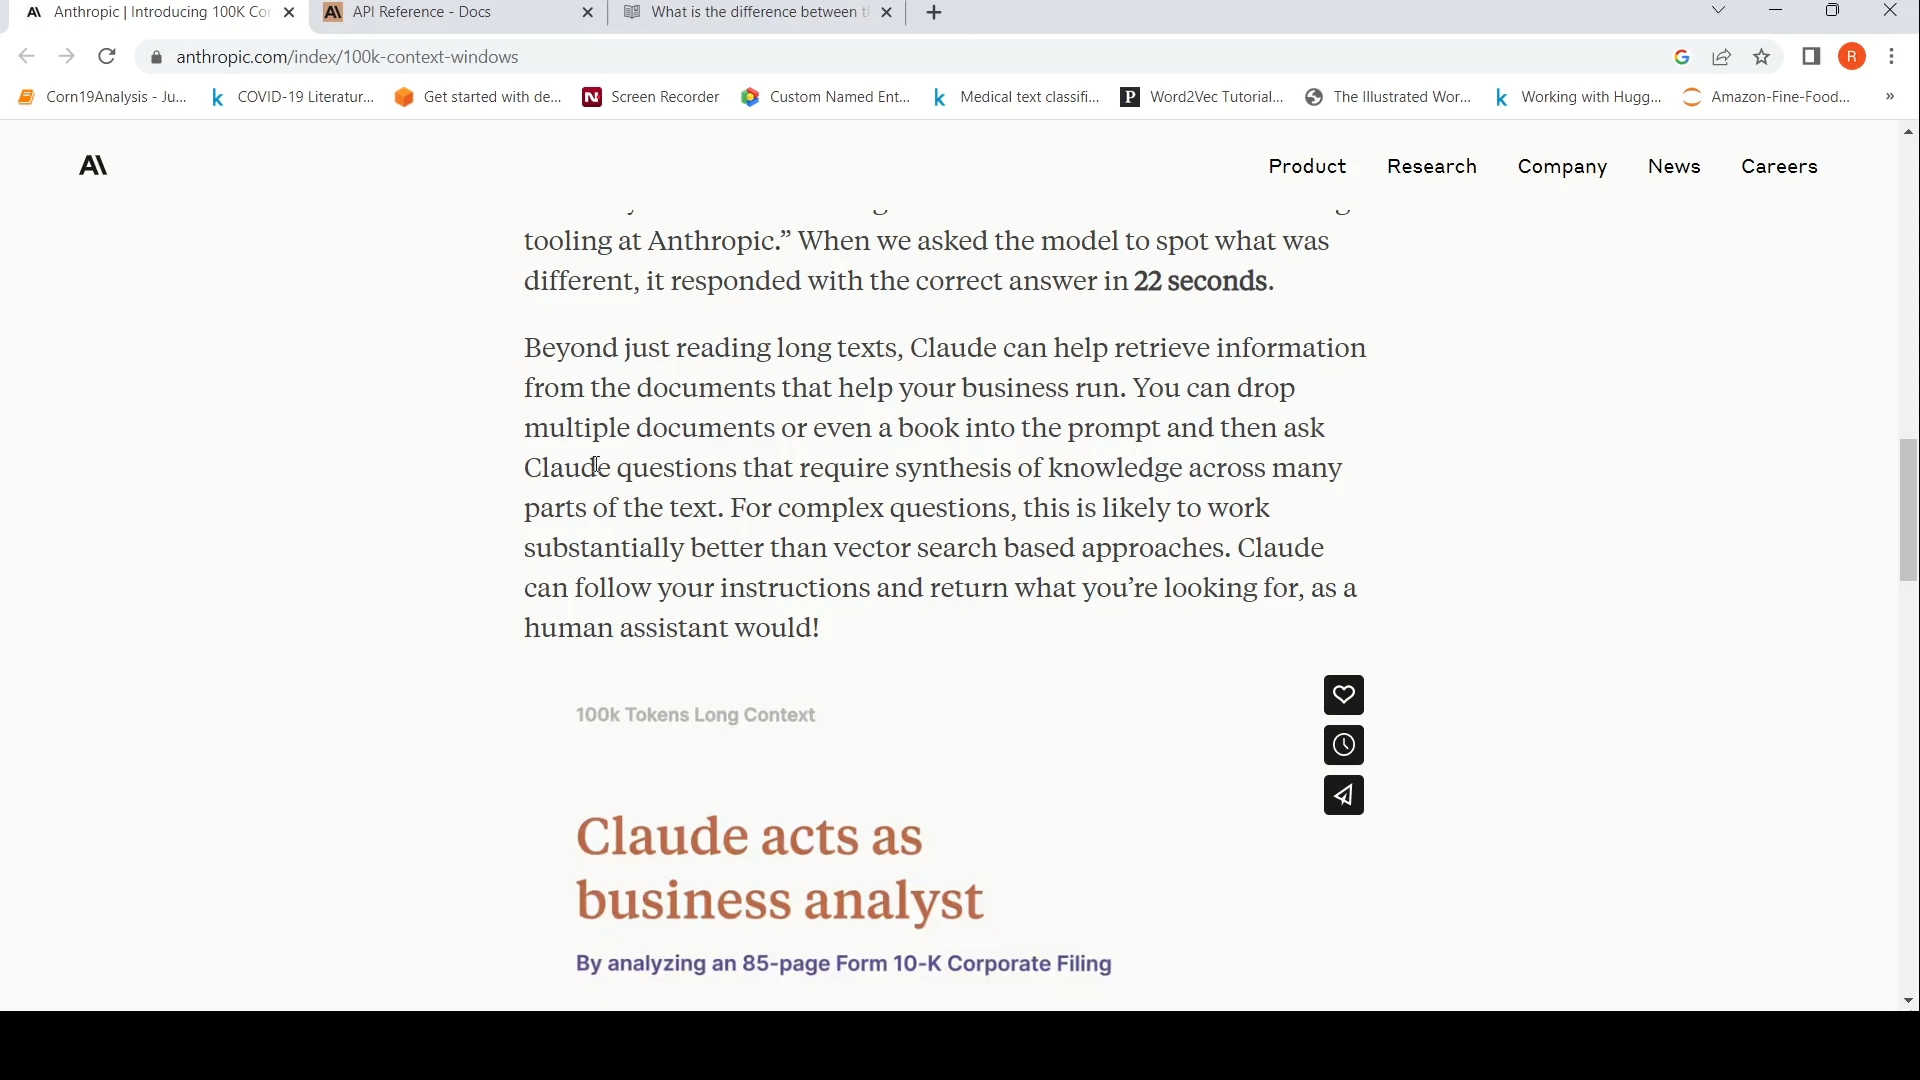 Anthropic | Introducing 100K Co
API Reference - Docs
What is the difference between t
anthropic.com/index/100k-context-windows
R
Corn19Analysis - Ju...
COVID-19 Literatur...
Get started with de...
Screen Recorder
Custom Named Ent...
Medical text classifi...
Word2Vec Tutorial...
The Illustrated Wor...
Working with Hugg...
Amazon-Fine-Food...
»
Product
Research
Company
News
Careers
tooling at Anthropic.” When we asked the model to spot what was
different, it responded with the correct answer in 22 seconds.
Beyond just reading long texts, Claude can help retrieve information
from the documents that help your business run. You can drop
multiple documents or even a book into the prompt and then ask
Claude questions that require synthesis of knowledge across many
parts of the text. For complex questions, this is likely to work
substantially better than vector search based approaches. Claude
can follow your instructions and return what you’re looking for, as a
human assistant would!
100k Tokens Long Context
Claude acts as
business analyst
By analyzing an 85-page Form 10-K Corporate Filing